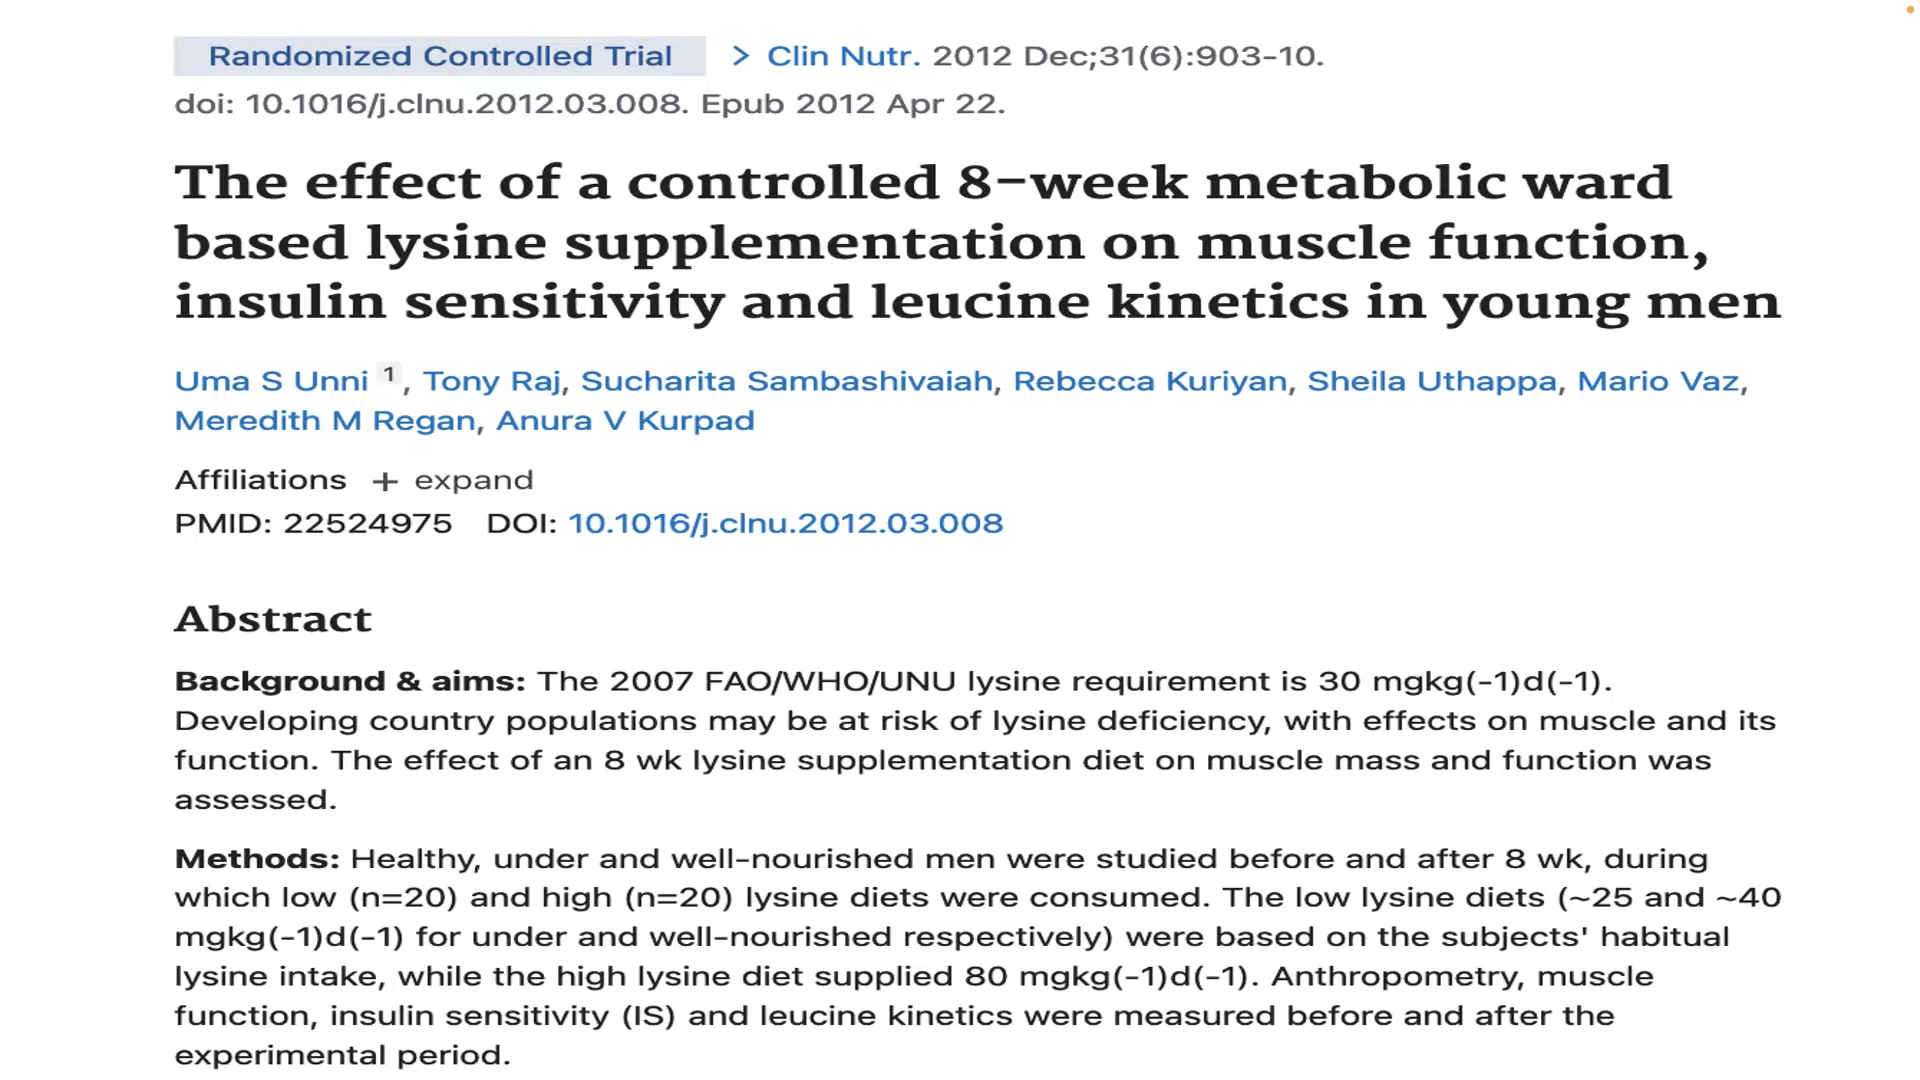 Randomized Controlled Trial > Clin Nutr. 2012 Dec;31(6):903-10.
doi: 10.1016/j.clnu.2012.03.008. Epub 2012 Apr 22.
The effect of a controlled 8-week metabolic ward
based lysine supplementation on muscle function,
insulin sensitivity and leucine kinetics in young men
Uma S Unni 1, Tony Raj, Sucharita Sambashivaiah, Rebecca Kuriyan, Sheila Uthappa, Mario Vaz,
Meredith M Regan, Anura V Kurpad
Affiliations + expand
PMID: 22524975 DOI: 10.1016/j.clnu.2012.03.008
Abstract
Background & aims: The 2007 FAO/WHO/UNU lysine requirement is 30 mgkg(-1)d(-1).
Developing country populations may be at risk of lysine deficiency, with effects on muscle and its
function. The effect of an 8 wk lysine supplementation diet on muscle mass and function was
assessed.
Methods: Healthy, under and well-nourished men were studied before and after 8 wk, during
which low (n=20) and high (n=20) lysine diets were consumed. The low lysine diets (~25 and ~40
mgkg(-1)d(-1) for under and well-nourished respectively) were based on the subjects' habitual
lysine intake, while the high lysine diet supplied 80 mgkg(-1)d(-1). Anthropometry, muscle
function, insulin sensitivity (IS) and leucine kinetics were measured before and after the
experimental period.